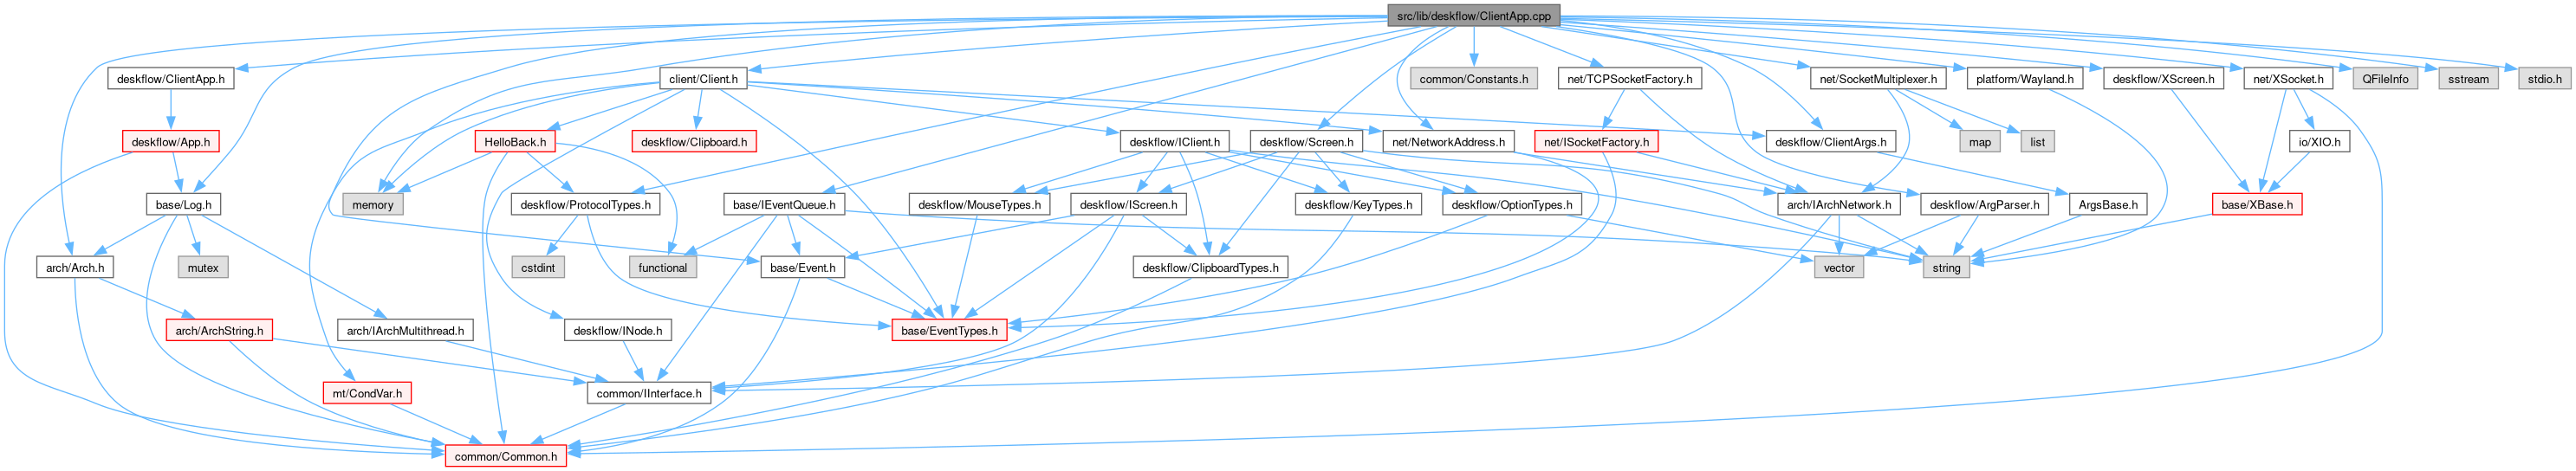 src/lib/deskflow/ClientApp.cpp
deskflow/ClientApp.h
client/Client.h
common/Constants.h
net/TCPSocketFactory.h
net/SocketMultiplexer.h
platform/Wayland.h
deskflow/XScreen.h
net/XSocket.h
QFileInfo
sstream
stdio.h
deskflow/App.h
HelloBack.h
deskflow/Clipboard.h
deskflow/IClient.h
deskflow/Screen.h
net/NetworkAddress.h
net/ISocketFactory.h
deskflow/ClientArgs.h
map
list
io/XIO.h
base/Log.h
memory
deskflow/ProtocolTypes.h
base/IEventQueue.h
deskflow/MouseTypes.h
deskflow/IScreen.h
deskflow/KeyTypes.h
deskflow/OptionTypes.h
arch/IArchNetwork.h
deskflow/ArgParser.h
ArgsBase.h
base/XBase.h
arch/Arch.h
mutex
cstdint
functional
base/Event.h
deskflow/ClipboardTypes.h
vector
string
arch/ArchString.h
arch/IArchMultithread.h
deskflow/INode.h
base/EventTypes.h
mt/CondVar.h
common/IInterface.h
common/Common.h